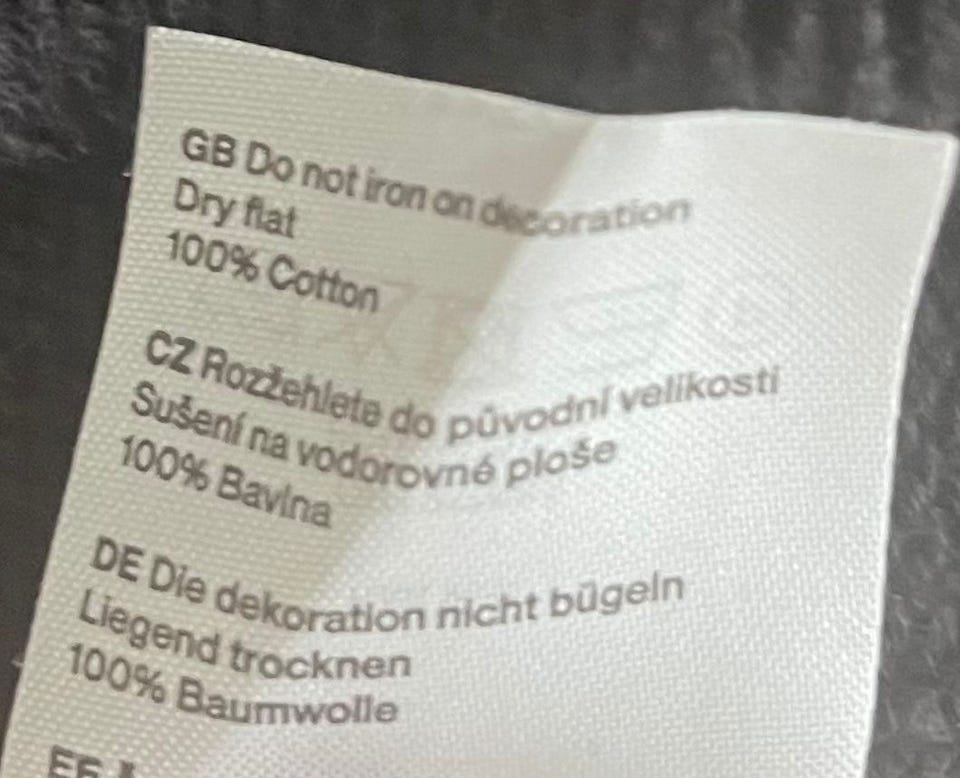 GB Do not iron on decoration
Dry flat
100% Cotton
CZ Rozžehlete do původní velikosti
Sušení na vodorovné ploše
100% Bavlna
DE Die dekoration nicht bügeln
Liegend trocknen
100% Baumwolle
EE